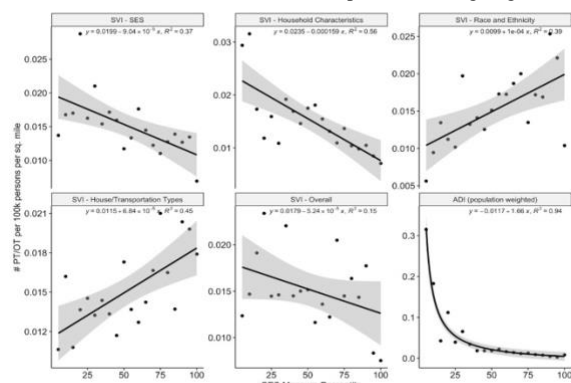 SVI - SES
y = 0.0199 − 9.04 × 10⁻⁵ x, R² = 0.37
0.025
0.020
0.015
0.010
SVI - Household Characteristics
y = 0.0235 − 0.000159 x, R² = 0.56
0.03
0.02
0.01
SVI - Race and Ethnicity
y = 0.0099 + 1e−04 x, R² = 0.39
0.025
0.020
0.015
0.010
0.005
# PT/OT per 100k persons per sq. mile
SVI - House/Transportation Types
y = 0.0115 + 6.84 × 10⁻⁵ x, R² = 0.45
0.021
0.018
0.015
0.012
25 50 75 100
SVI - Overall
y = 0.0179 − 5.24 × 10⁻⁵ x, R² = 0.15
0.020
0.015
0.010
25 50 75 100
ADI (population weighted)
y = −0.0117 + 1.66 x, R² = 0.94
0.3
0.2
0.1
0.0
25 50 75 100